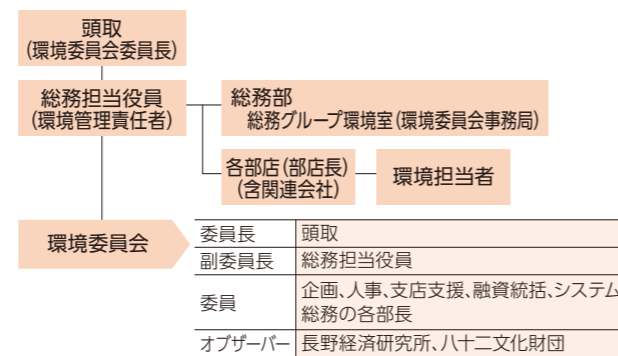 頭取
(環境委員会委員長)
総務担当役員
(環境管理責任者)
総務部
総務グループ環境室(環境委員会事務局)
各部店(部店長)
(含関連会社)
環境担当者
環境委員会
委員長 頭取
副委員長 総務担当役員
委員 企画、人事、支店支援、融資統括、システム
総務の各部長
オブザーバー 長野経済研究所、八十二文化財団